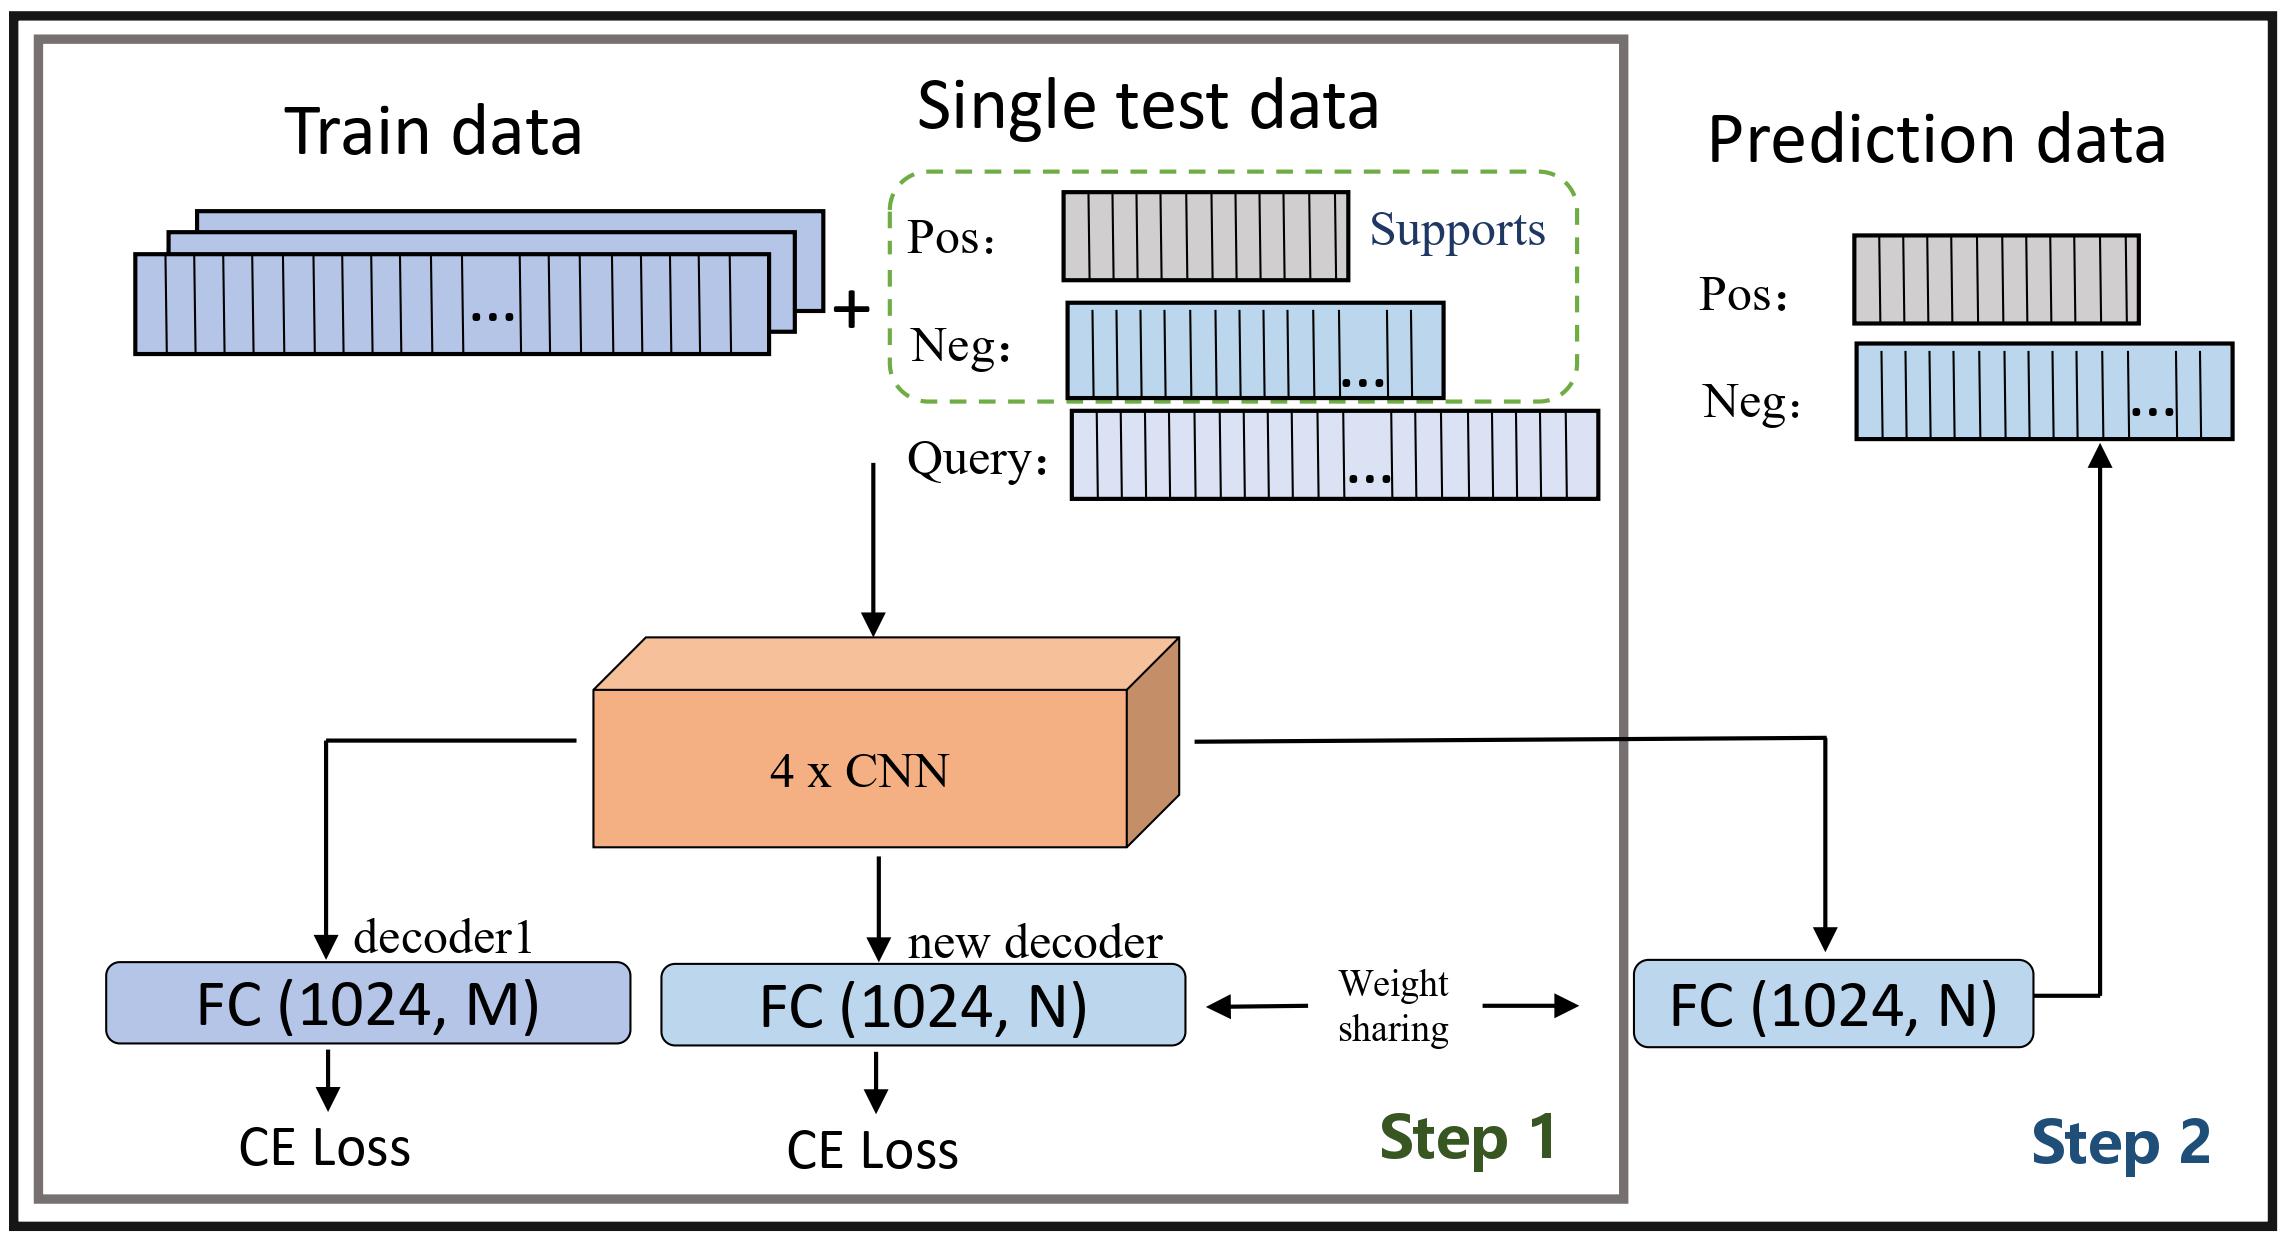 Train data
Single test data
Prediction data
Pos：
Supports
Neg：
Query：
...
...
...
+
Pos：
Neg：
...
4 x CNN
decoder1
new decoder
FC (1024, M)
FC (1024, N)
Weight
sharing
FC (1024, N)
CE Loss
CE Loss
Step 1
Step 2